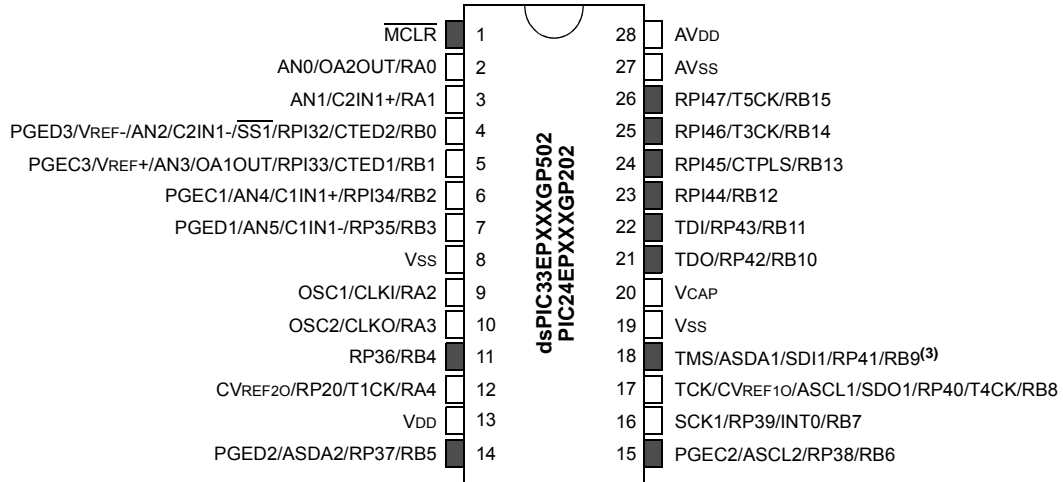 MCLR 1 28 AVDD
AN0/OA2OUT/RA0 2 27 AVSS
AN1/C2IN1+/RA1 3 26 RPI47/T5CK/RB15
PGED3/VREF-/AN2/C2IN1-/SS1/RPI32/CTED2/RB0 4 25 RPI46/T3CK/RB14
PGEC3/VREF+/AN3/OA1OUT/RPI33/CTED1/RB1 5 24 RPI45/CTPLS/RB13
PGEC1/AN4/C1IN1+/RPI34/RB2 6 23 RPI44/RB12
PGED1/AN5/C1IN1-/RP35/RB3 7 22 TDI/RP43/RB11
VSS 8 21 TDO/RP42/RB10
OSC1/CLKI/RA2 9 20 VCAP
OSC2/CLKO/RA3 10 19 VSS
RP36/RB4 11 18 TMS/ASDA1/SDI1/RP41/RB9(3)
CVREF2O/RP20/T1CK/RA4 12 17 TCK/CVREF1O/ASCL1/SDO1/RP40/T4CK/RB8
VDD 13 16 SCK1/RP39/INT0/RB7
PGED2/ASDA2/RP37/RB5 14 15 PGEC2/ASCL2/RP38/RB6
dsPIC33EPXXXGP502
PIC24EPXXXGP202